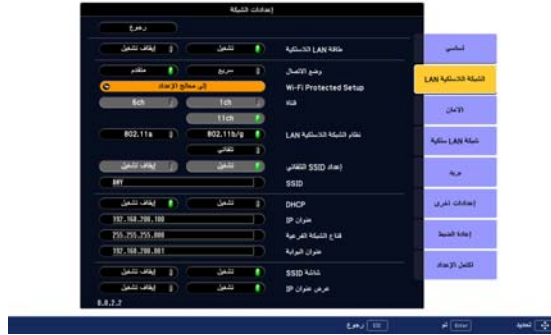 إعدادات الشبكة
رجوع
طاقة LAN اللاسلكية تشغيل إيقاف تشغيل
وضع الاتصال سريع متقدم
Wi-Fi Protected Setup إلى معالج الإعداد
قناة 1ch 6ch
11ch
نظام الشبكة اللاسلكية LAN 802.11b/g 802.11a
تلقائي
إعداد SSID التلقائي تشغيل إيقاف تشغيل
SSID
DHCP تشغيل إيقاف تشغيل
عنوان IP 192.168.200.100
قناع الشبكة الفرعية 255.255.255.000
عنوان البوابة 192.168.200.001
شاشة SSID تشغيل إيقاف تشغيل
عرض عنوان IP تشغيل إيقاف تشغيل
0.0.2.2
أساسي
الشبكة اللاسلكية LAN
الأمان
شبكة LAN سلكية
بريد
إعدادات أخرى
إعادة الضبط
اكتمل الإعداد
تحديد
Enter تم
ESC رجوع